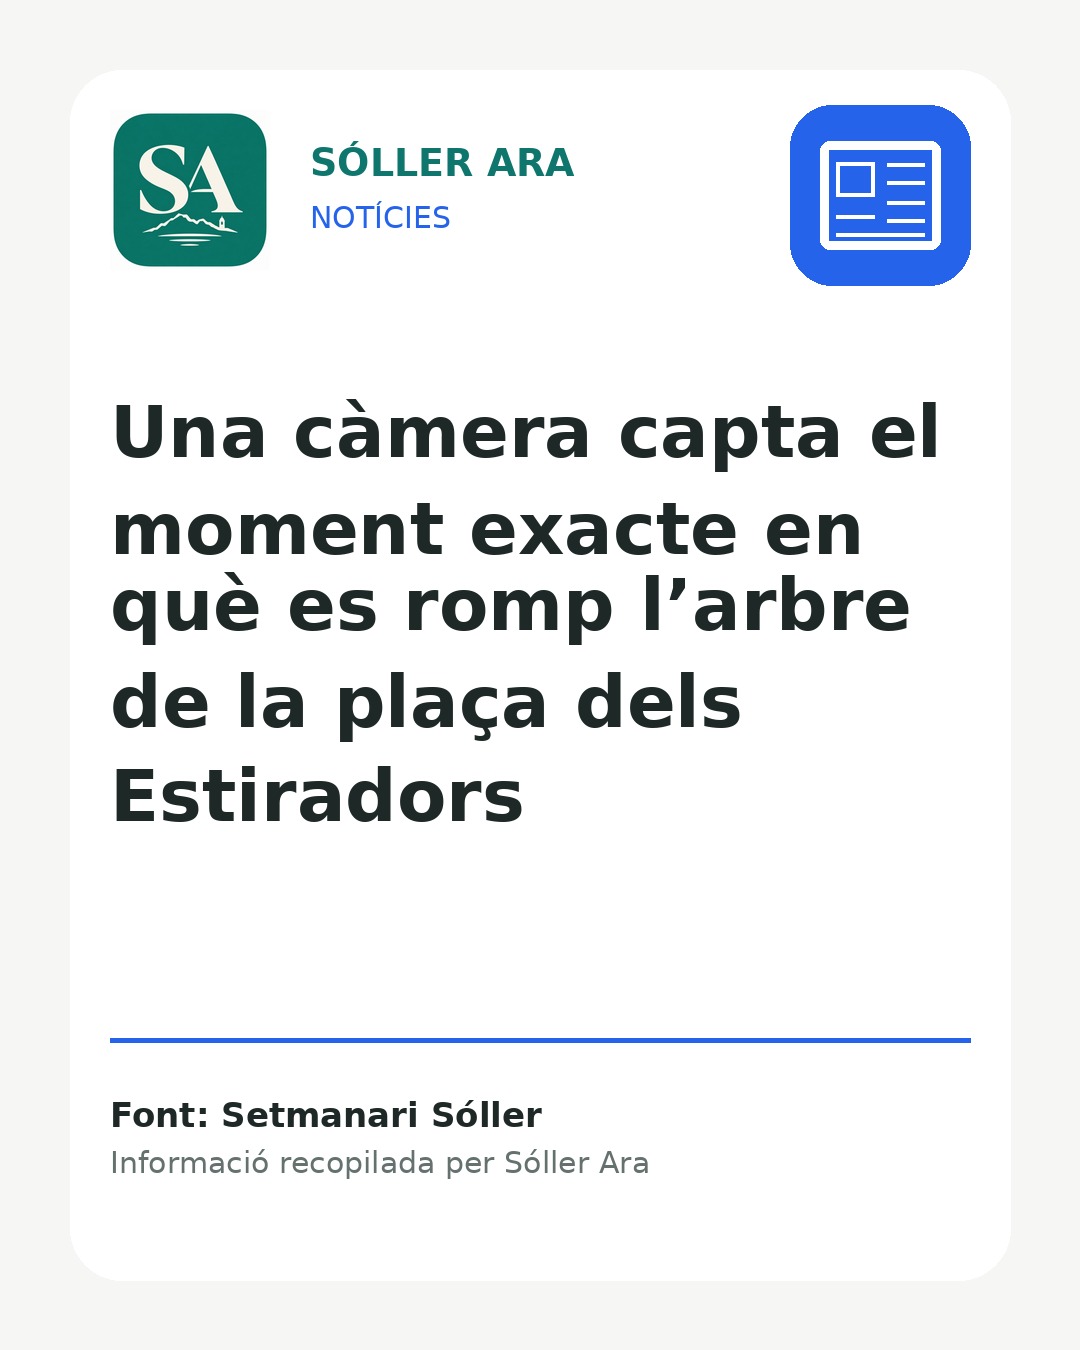 SA
SÓLLER ARA
NOTÍCIES
Una càmera capta el
moment exacte en
què es romp l’arbre
de la plaça dels
Estiradors
Font: Setmanari Sóller
Informació recopilada per Sóller Ara